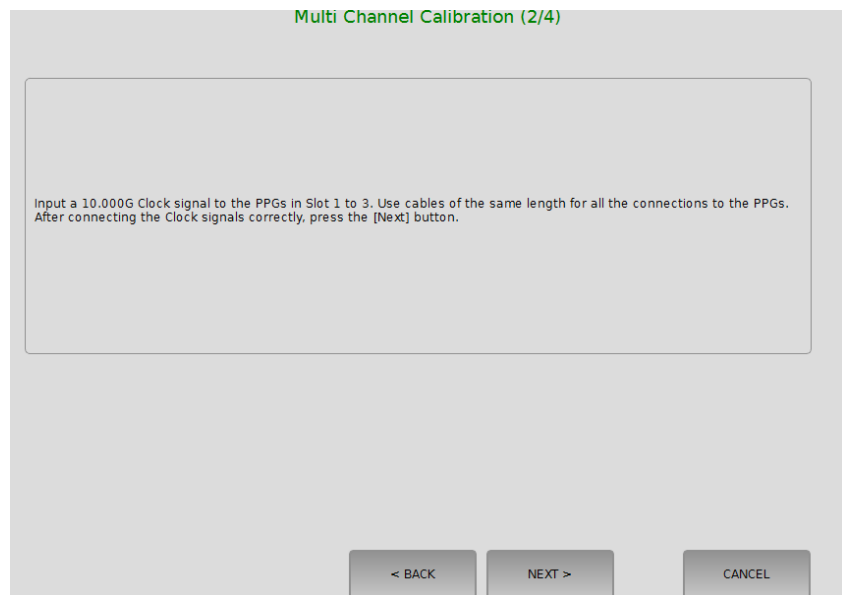 Multi Channel Calibration (2/4)
Input a 10.000G Clock signal to the PPGs in Slot 1 to 3. Use cables of the same length for all the connections to the PPGs.
After connecting the Clock signals correctly, press the [Next] button.
< BACK
NEXT >
CANCEL